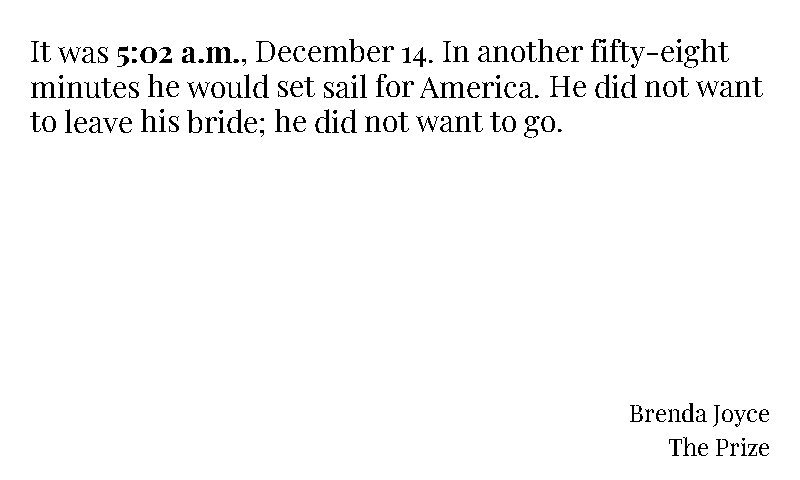 It was 5:02 a.m., December 14. In another fifty-eight
minutes he would set sail for America. He did not want
to leave his bride; he did not want to go.
Brenda Joyce
The Prize